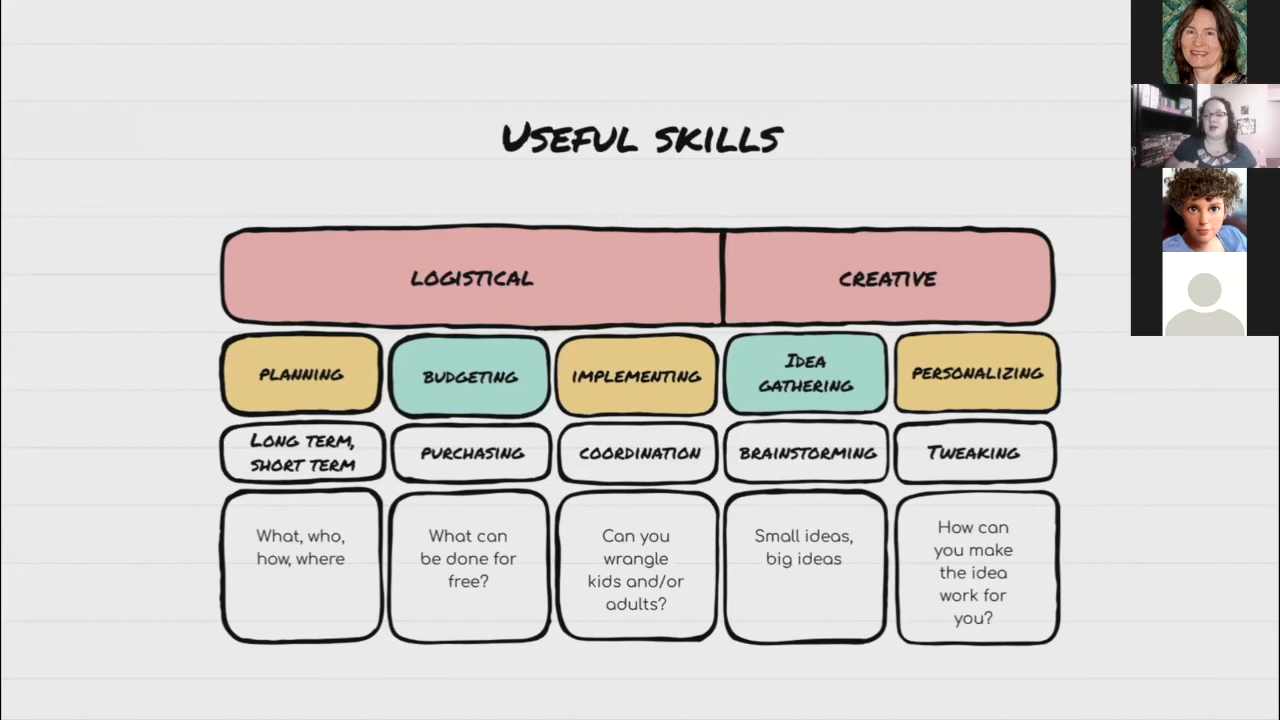 USEFUL SKILLS
LOGISTICAL
CREATIVE
PLANNING
BUDGETING
IMPLEMENTING
IDEA
GATHERING
PERSONALIZING
LONG TERM,
SHORT TERM
PURCHASING
COORDINATION
BRAINSTORMING
TWEAKING
What, who,
how, where
What can
be done for
free?
Can you
wrangle
kids and/or
adults?
Small ideas,
big ideas
How can
you make
the idea
work for
you?